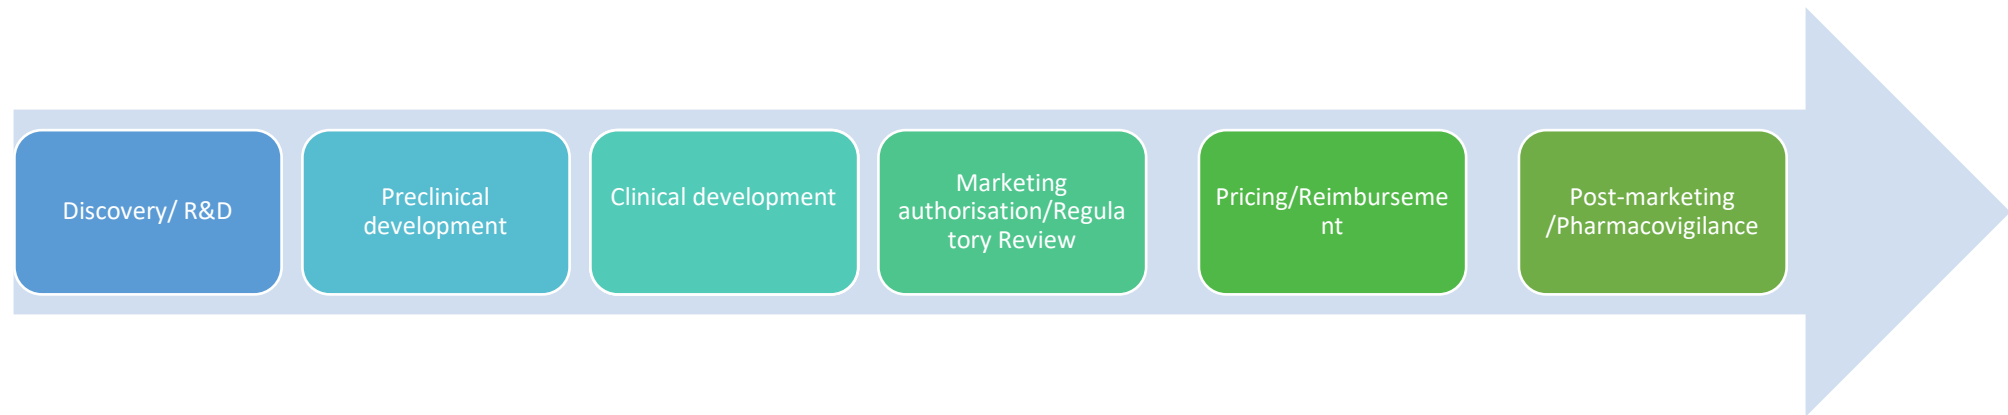 Discovery/ R&D
Preclinical
development
Clinical development
Marketing
authorisation/Regula
tory Review
Pricing/Reimburseme
nt
Post-marketing
/Pharmacovigilance